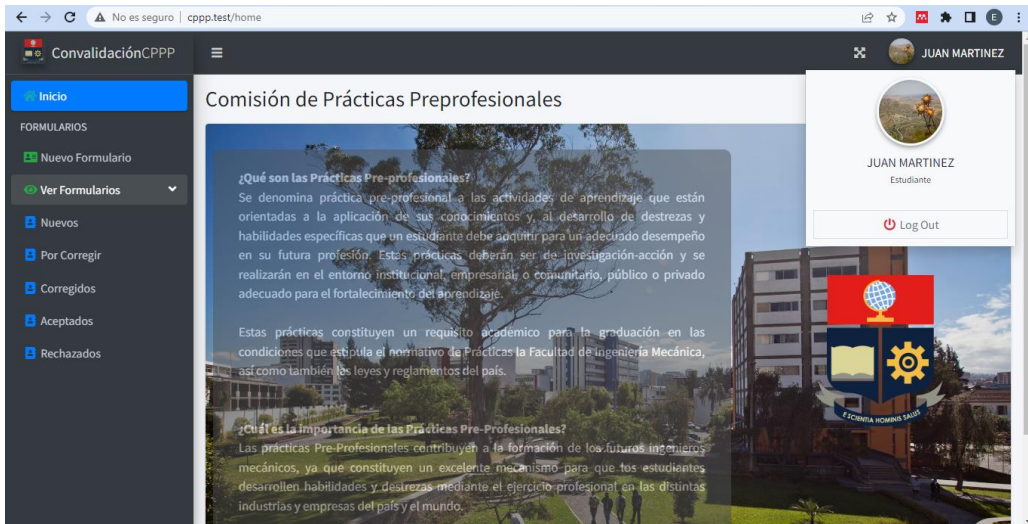 No es seguro | cppp.test/home
E
ConvalidaciónCPPP
JUAN MARTINEZ
Inicio
FORMULARIOS
Nuevo Formulario
Ver Formularios
Nuevos
Por Corregir
Corregidos
Aceptados
Rechazados
Comisión de Prácticas Preprofesionales
¿Qué son las Prácticas Pre-profesionales?
Se denomina práctica pre-profesional a las actividades de aprendizaje que están
orientadas a la aplicación de sus conocimientos y, al desarrollo de destrezas y
habilidades específicas que un estudiante debe adquirir para un adecuado desempeño
en su futura profesión. Estas prácticas deberán ser de investigación-acción y se
realizarán en el entorno institucional, empresarial, o comunitario, público o privado
adecuado para el fortalecimiento del aprendizaje.
Estas prácticas constituyen un requisito académico para la graduación en las
condiciones que estipula el normativo de Prácticas la Facultad de Ingeniería Mecánica,
así como también las leyes y reglamentos del país.
¿Cuál es la importancia de las Prácticas Pre-Profesionales?
Las prácticas Pre-Profesionales contribuyen a la formación de los futuros ingenieros
mecánicos, ya que constituyen un excelente mecanismo para que los estudiantes
desarrollen habilidades y destrezas mediante el ejercicio profesional en las distintas
industrias y empresas del país y el mundo.
JUAN MARTINEZ
Estudiante
Log Out
E SCIENTIA HOMINIS SALUS